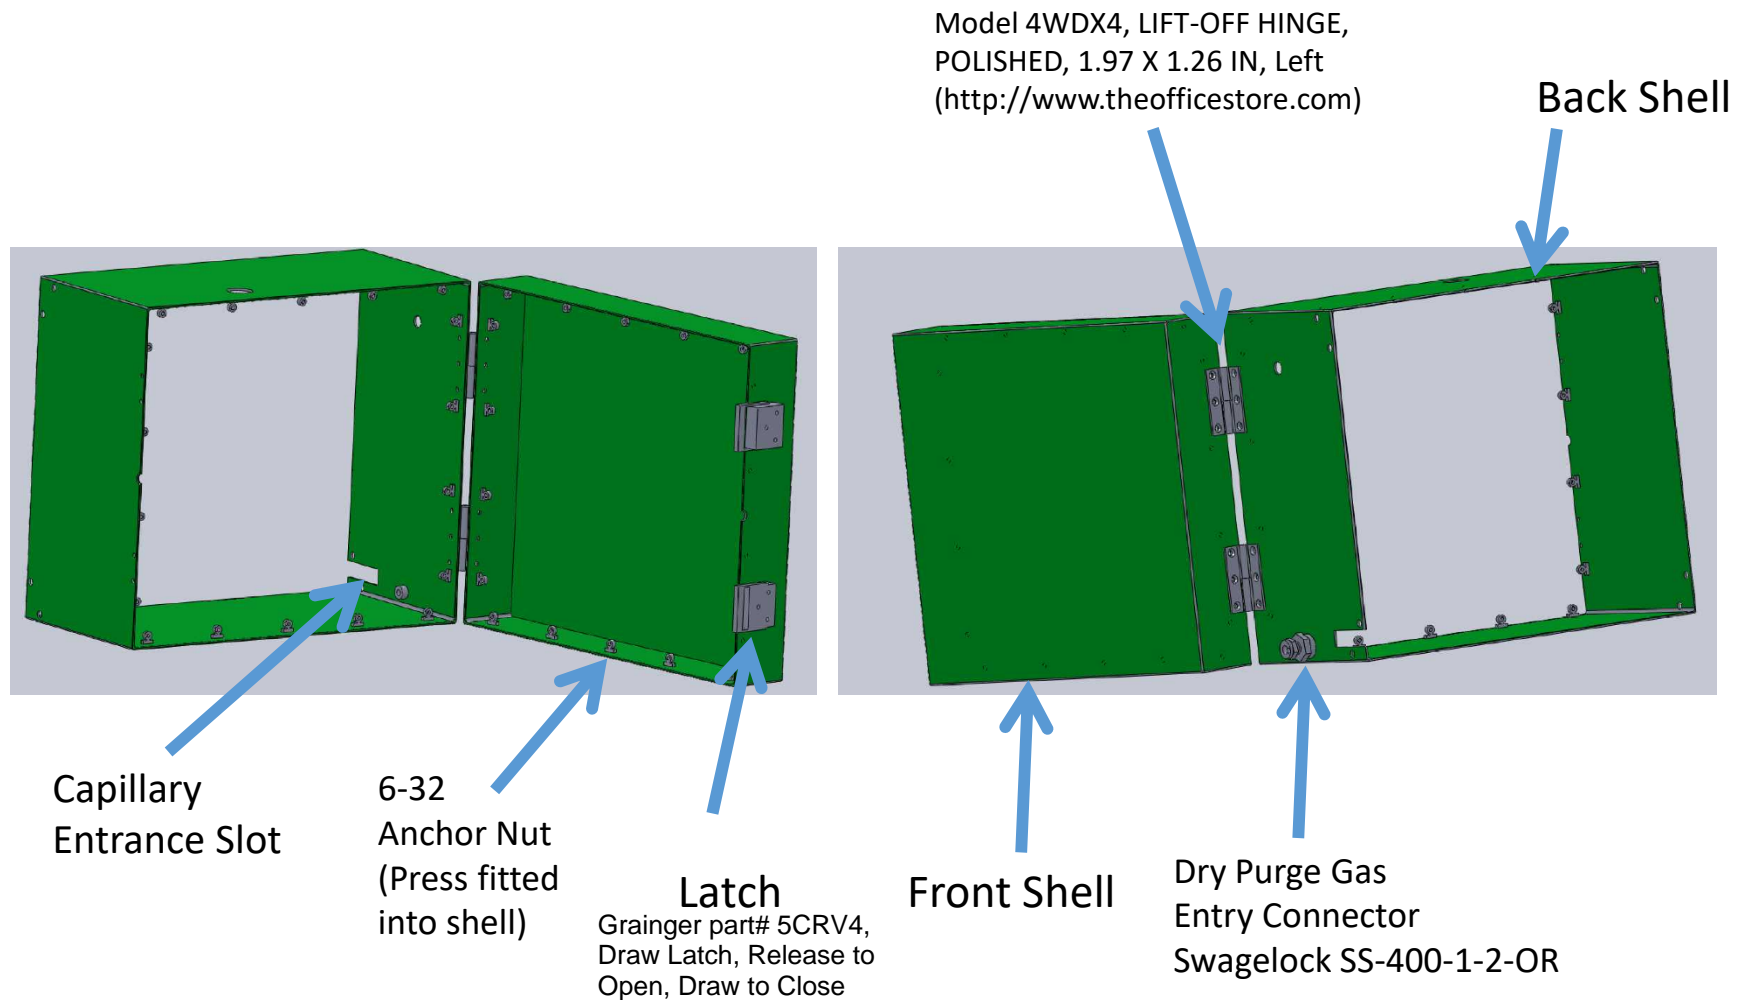 Model 4WDX4, LIFT-OFF HINGE,
POLISHED, 1.97 X 1.26 IN, Left
(http://www.theofficestore.com)
Back Shell
Capillary
Entrance Slot
6-32
Anchor Nut
(Press fitted
into shell)
Latch
Grainger part# 5CRV4,
Draw Latch, Release to
Open, Draw to Close
Front Shell
Dry Purge Gas
Entry Connector
Swagelock SS-400-1-2-OR